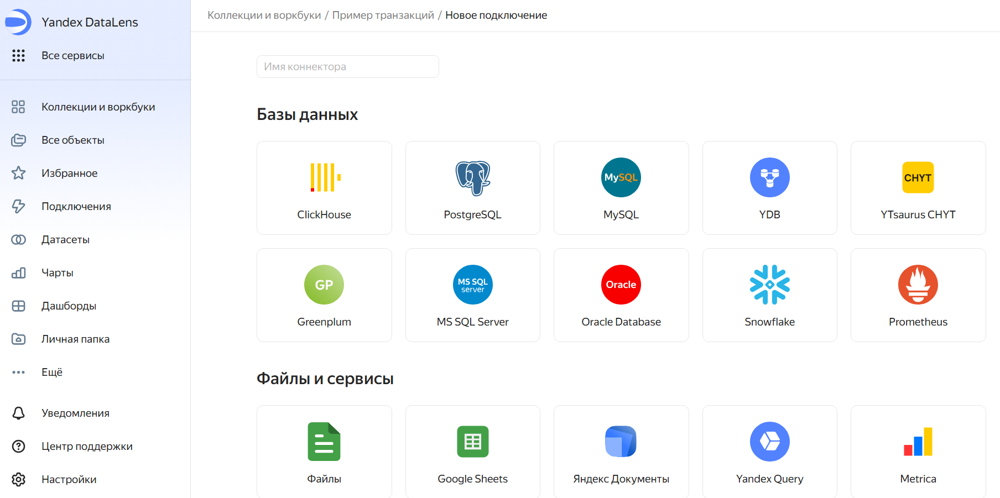 Yandex DataLens
Все сервисы
Коллекции и воркбуки
Все объекты
Избранное
Подключения
Датасеты
Чарты
Дашборды
Личная папка
Ещё
Уведомления
Центр поддержки
Настройки
Коллекции и воркбуки / Пример транзакций / Новое подключение
Имя коннектора
Базы данных
ClickHouse
PostgreSQL
MySQL
MySQL
YDB
CHYT
YTsaurus CHYT
GP
Greenplum
MS SQL
server
MS SQL Server
Oracle
Oracle Database
Snowflake
Prometheus
Файлы и сервисы
Файлы
Google Sheets
Яндекс Документы
Yandex Query
Metrica